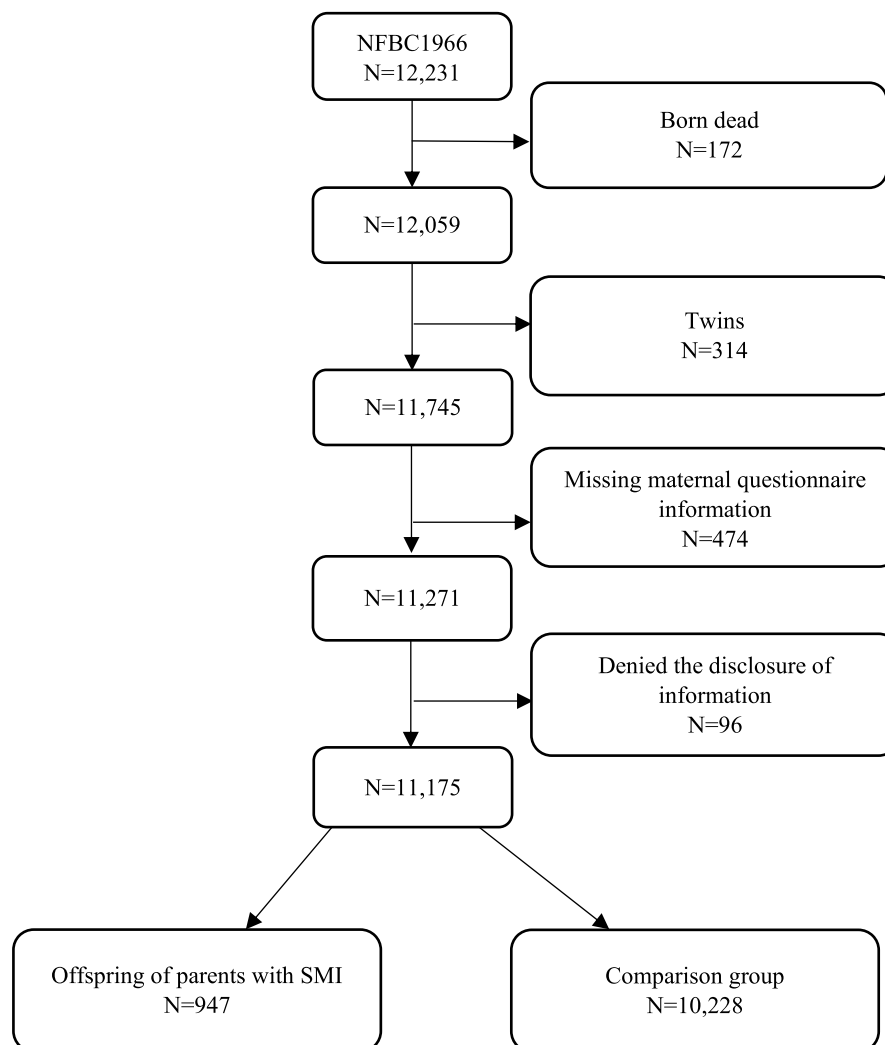 NFBC1966
N=12,231
Born dead
N=172
N=12,059
Twins
N=314
N=11,745
Missing maternal questionnaire
information
N=474
N=11,271
Denied the disclosure of
information
N=96
N=11,175
Offspring of parents with SMI
N=947
Comparison group
N=10,228